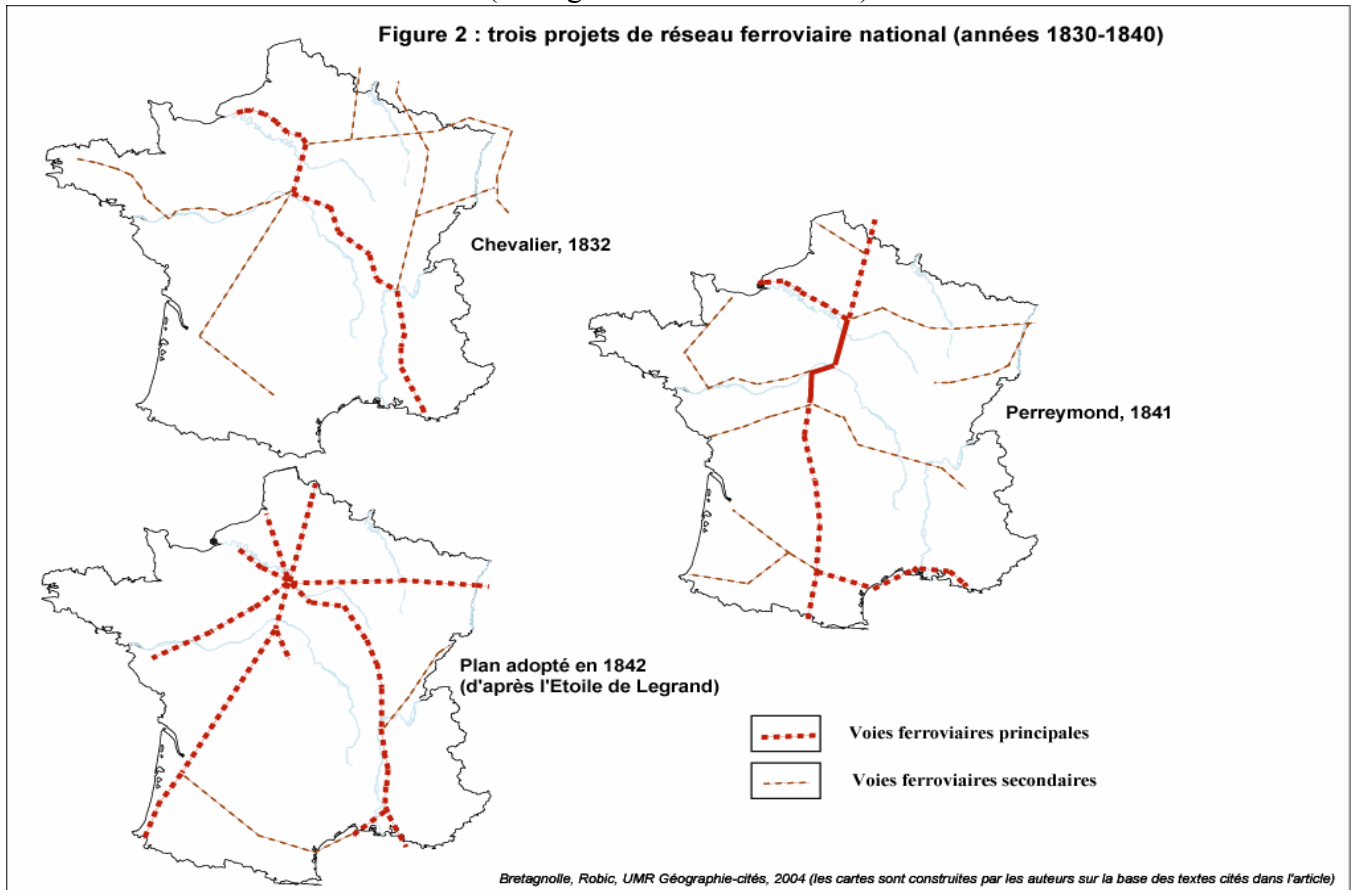 Figure 2 : trois projets de réseau ferroviaire national (années 1830-1840)
Chevalier, 1832
Perreymond, 1841
Plan adopté en 1842
(d'après l'Etoile de Legrand)
Voies ferroviaires principales
Voies ferroviaires secondaires
Bretagnolle, Robic, UMR Géographie-cités, 2004 (les cartes sont construites par les auteurs sur la base des textes cités dans l'article)